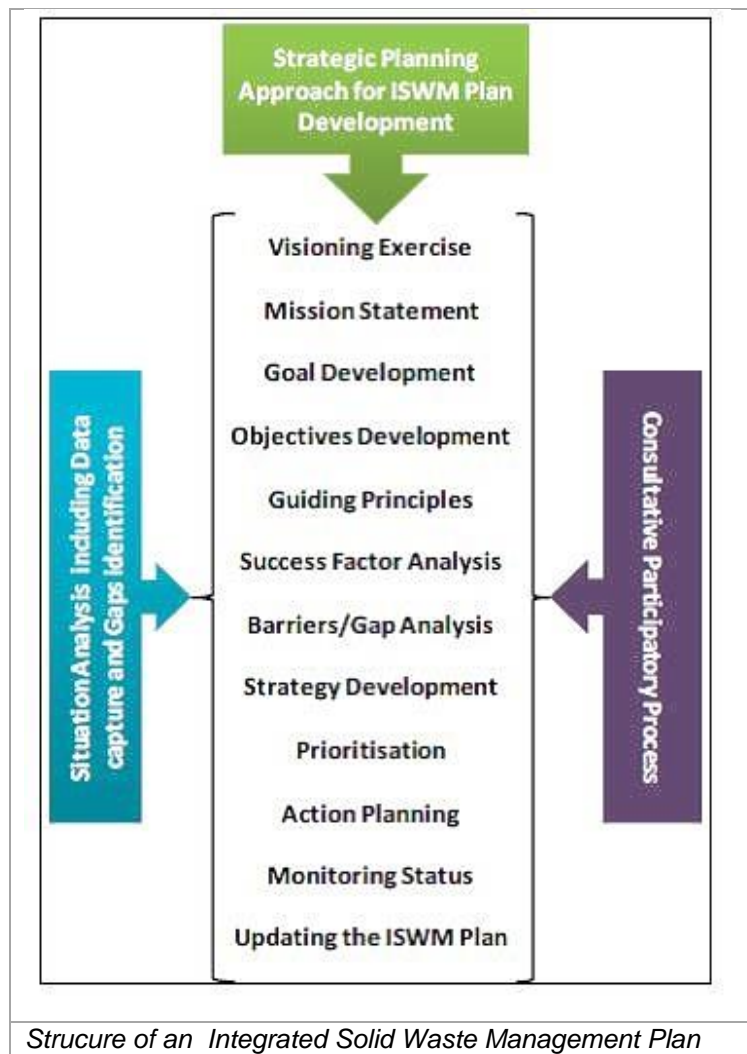 Strategic Planning
Approach for ISWM Plan
Development
Visioning Exercise
Mission Statement
Goal Development
Objectives Development
Guiding Principles
Success Factor Analysis
Barriers/Gap Analysis
Strategy Development
Prioritisation
Action Planning
Monitoring Status
Updating the ISWM Plan
Situation Analysis including Data
capture and Gaps identification
Consultative Participatory Process
Strucure of an Integrated Solid Waste Management Plan